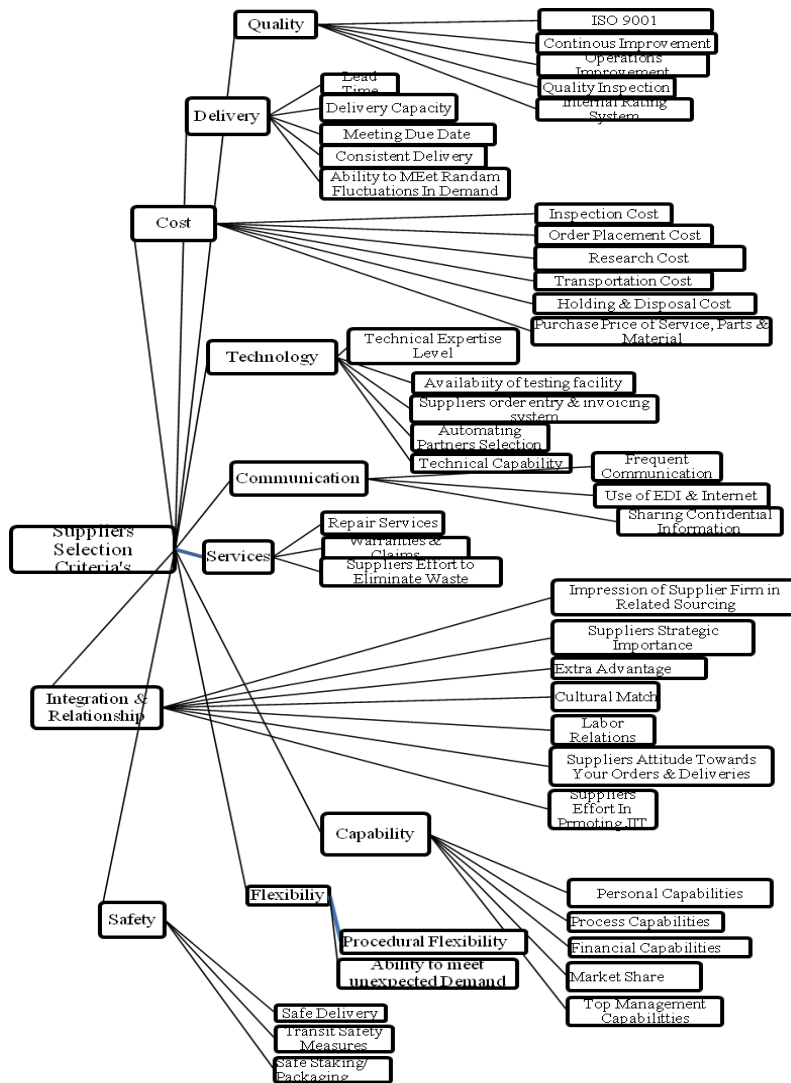 Quality
ISO 9001
Continous Improvement
Operations
Improvement
Quality Inspection
Internal Rating
System
Delivery
Lead
Time
Delivery Capacity
Meeting Due Date
Consistent Delivery
Ability to MEet Randam
Fluctuations In Demand
Cost
Inspection Cost
Order Placement Cost
Research Cost
Transportation Cost
Holding & Disposal Cost
Purchase Price of Service, Parts &
Material
Technology
Technical Expertise
Level
Availabiity of testing facility
Suppliers order entry & invoicing
system
Automating
Partners Selection
Technical Capability
Communication
Frequent
Communication
Use of EDI & Internet
Sharing Confidential
Information
Suppliers
Selection
Criteria's
Services
Repair Services
Warranties &
Claims
Suppliers Effort to
Eliminate Waste
Integration &
Relationship
Impression of Supplier Firm in
Related Sourcing
Suppliers Strategic
Importance
Extra Advantage
Cultural Match
Labor
Relations
Suppliers Attitude Towards
Your Orders & Deliveries
Suppliers
Effort In
Prmoting JIT
Capability
Personal Capabilities
Process Capabilities
Financial Capabilities
Market Share
Top Management
Capabilitties
Flexibiliy
Procedural Flexibility
Ability to meet
unexpected Demand
Safety
Safe Delivery
Transit Safety
Measures
Safe Staking/
Packaging